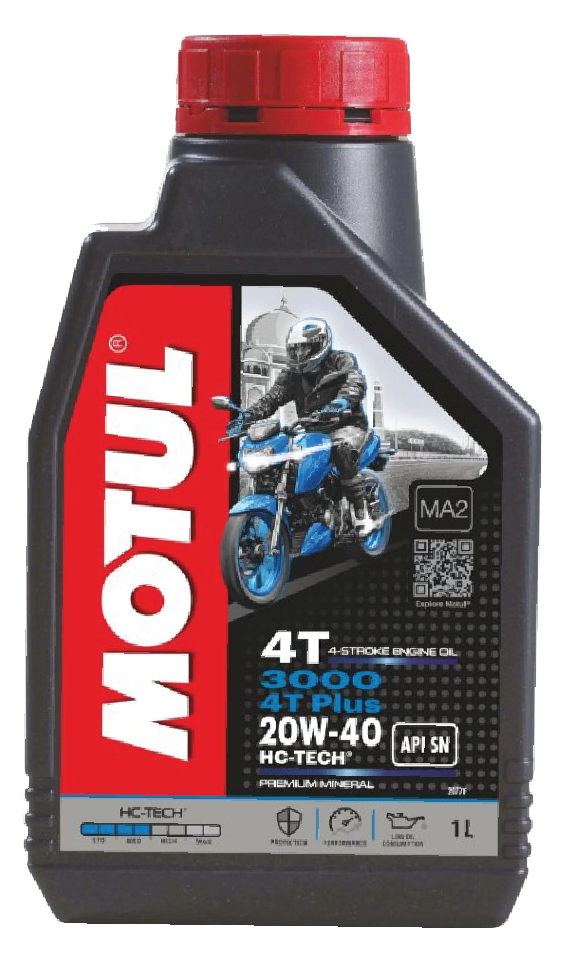 MOTUL®
MA2
Explore Motul®
4T 4-STROKE ENGINE OIL
3000
4T Plus
20W-40
API SN
HC-TECH®
PREMIUM MINERAL
HC-TECH®
STD MED HIGH MAX
PROTECTION
PERFORMANCE
LOW OIL
CONSUMPTION
1L